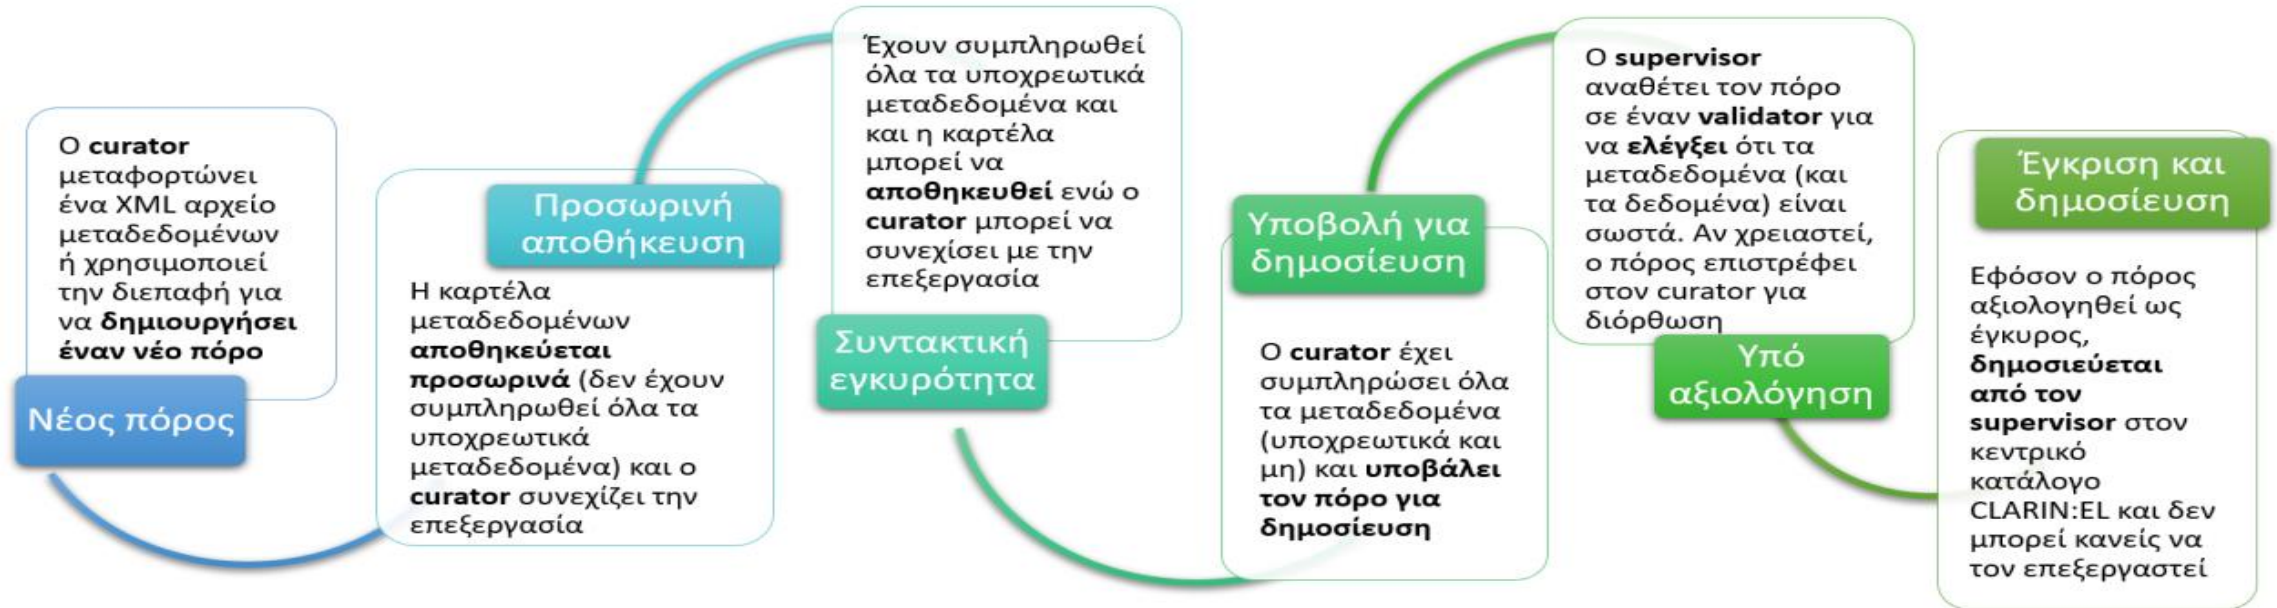 Ο curator
μεταφορτώνει
ένα XML αρχείο
μεταδεδομένων
ή χρησιμοποιεί
την διεπαφή για
να δημιουργήσει
έναν νέο πόρο
Νέος πόρος
Προσωρινή
αποθήκευση
Η καρτέλα
μεταδεδομένων
αποθηκεύεται
προσωρινά (δεν έχουν
συμπληρωθεί όλα τα
υποχρεωτικά
μεταδεδομένα) και ο
curator συνεχίζει την
επεξεργασία
Έχουν συμπληρωθεί
όλα τα υποχρεωτικά
μεταδεδομένα και
και η καρτέλα
μπορεί να
αποθηκευθεί ενώ ο
curator μπορεί να
συνεχίσει με την
επεξεργασία
Συντακτική
εγκυρότητα
Υποβολή για
δημοσίευση
Ο curator έχει
συμπληρώσει όλα
τα μεταδεδομένα
(υποχρεωτικά και
μη) και υποβάλει
τον πόρο για
δημοσίευση
Ο supervisor
αναθέτει τον πόρο
σε έναν validator για
να ελέγξει ότι τα
μεταδεδομένα (και
τα δεδομένα) είναι
σωστά. Αν χρειαστεί,
ο πόρος επιστρέφει
στον curator για
διόρθωση
Υπό
αξιολόγηση
Έγκριση και
δημοσίευση
Εφόσον ο πόρος
αξιολογηθεί ως
έγκυρος,
δημοσιεύεται
από τον
supervisor στον
κεντρικό
κατάλογο
CLARIN:EL και δεν
μπορεί κανείς να
τον επεξεργαστεί